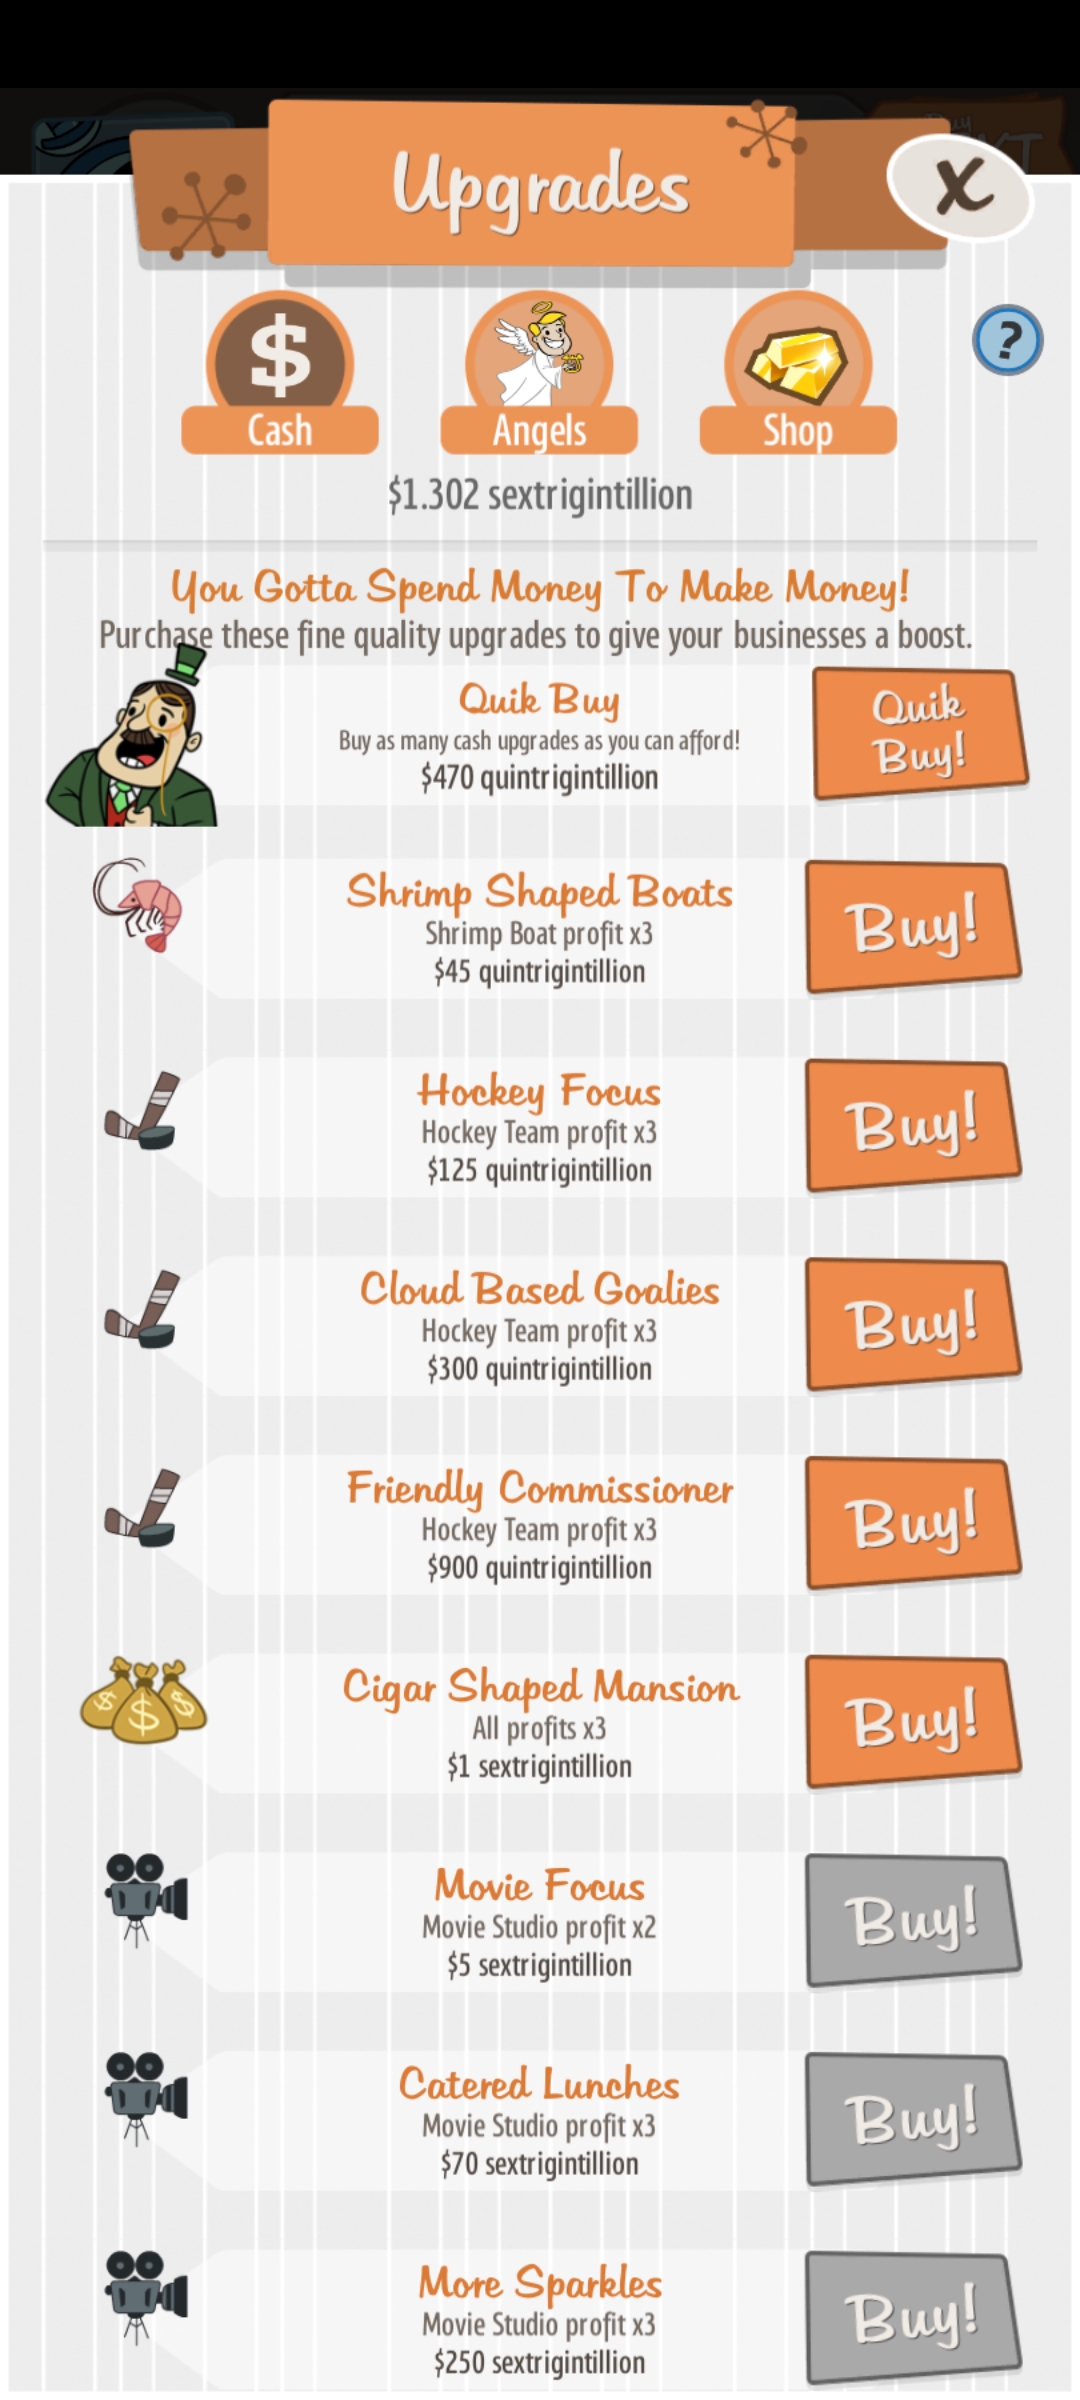 Upgrades
X
?
$
Cash
Angels
Shop
$1.302 sextrigintillion
You Gotta Spend Money To Make Money!
Purchase these fine quality upgrades to give your businesses a boost.
Quik Buy
Buy as many cash upgrades as you can afford!
$470 quintrigintillion
Quik
Buy!
Shrimp Shaped Boats
Shrimp Boat profit x3
$45 quintrigintillion
Buy!
Hockey Focus
Hockey Team profit x3
$125 quintrigintillion
Buy!
Cloud Based Goalies
Hockey Team profit x3
$300 quintrigintillion
Buy!
Friendly Commissioner
Hockey Team profit x3
$900 quintrigintillion
Buy!
$ $ $
Cigar Shaped Mansion
All profits x3
$1 sextrigintillion
Buy!
Movie Focus
Movie Studio profit x2
$5 sextrigintillion
Buy!
Catered Lunches
Movie Studio profit x3
$70 sextrigintillion
Buy!
More Sparkles
Movie Studio profit x3
$250 sextrigintillion
Buy!